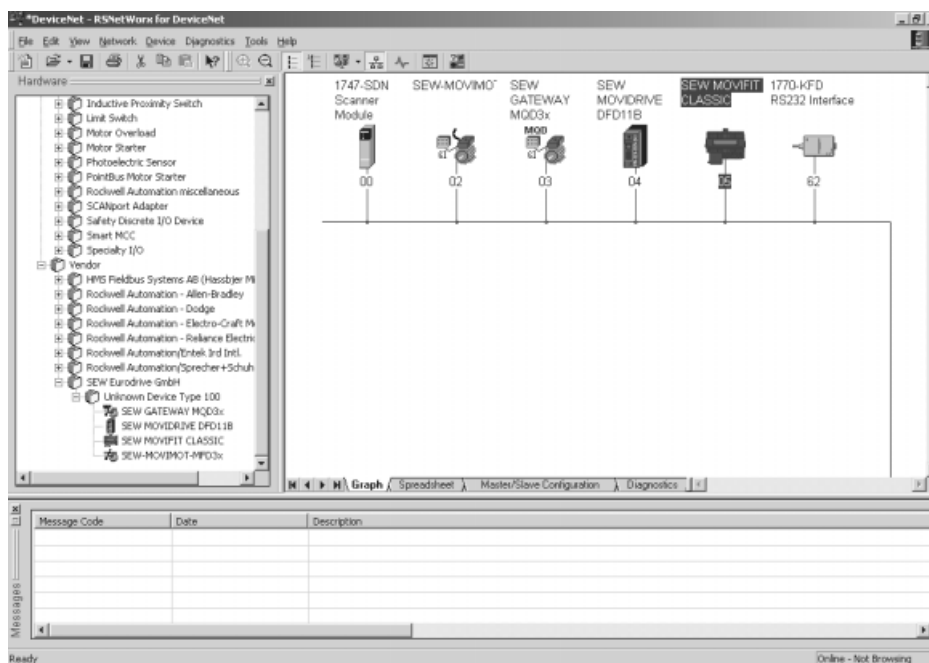 *DeviceNet - RSNetWorx for DeviceNet
File Edit View Network Device Diagnostics Tools Help
Hardware
Inductive Proximity Switch
Limit Switch
Motor Overload
Motor Starter
Photoelectric Sensor
PointBus Motor Starter
Rockwell Automation miscellaneous
SCANport Adapter
Safety Discrete I/O Device
Smart MCC
Specialty I/O
Vendor
HMS Fieldbus Systems AB (Hassbjer Mi
Rockwell Automation - Allen-Bradley
Rockwell Automation - Dodge
Rockwell Automation - Electro-Craft Mo
Rockwell Automation - Reliance Electric
Rockwell Automation/Entek Ird Intl.
Rockwell Automation/Sprecher+Schuh
SEW Eurodrive GmbH
Unknown Device Type 100
SEW GATEWAY MQD3x
SEW MOVIDRIVE DFD11B
SEW MOVIFIT CLASSIC
SEW-MOVIMOT-MFD3x
1747-SDN
Scanner
Module
00
SEW-MOVIMOT
02
SEW
GATEWAY
MQD3x
MQD
03
SEW
MOVIDRIVE
DFD11B
04
SEW MOVIFIT
CLASSIC
05
1770-KFD
RS232 Interface
62
Graph Spreadsheet Master/Slave Configuration Diagnostics
Messages
Message Code Date Description
Ready Online - Not Browsing